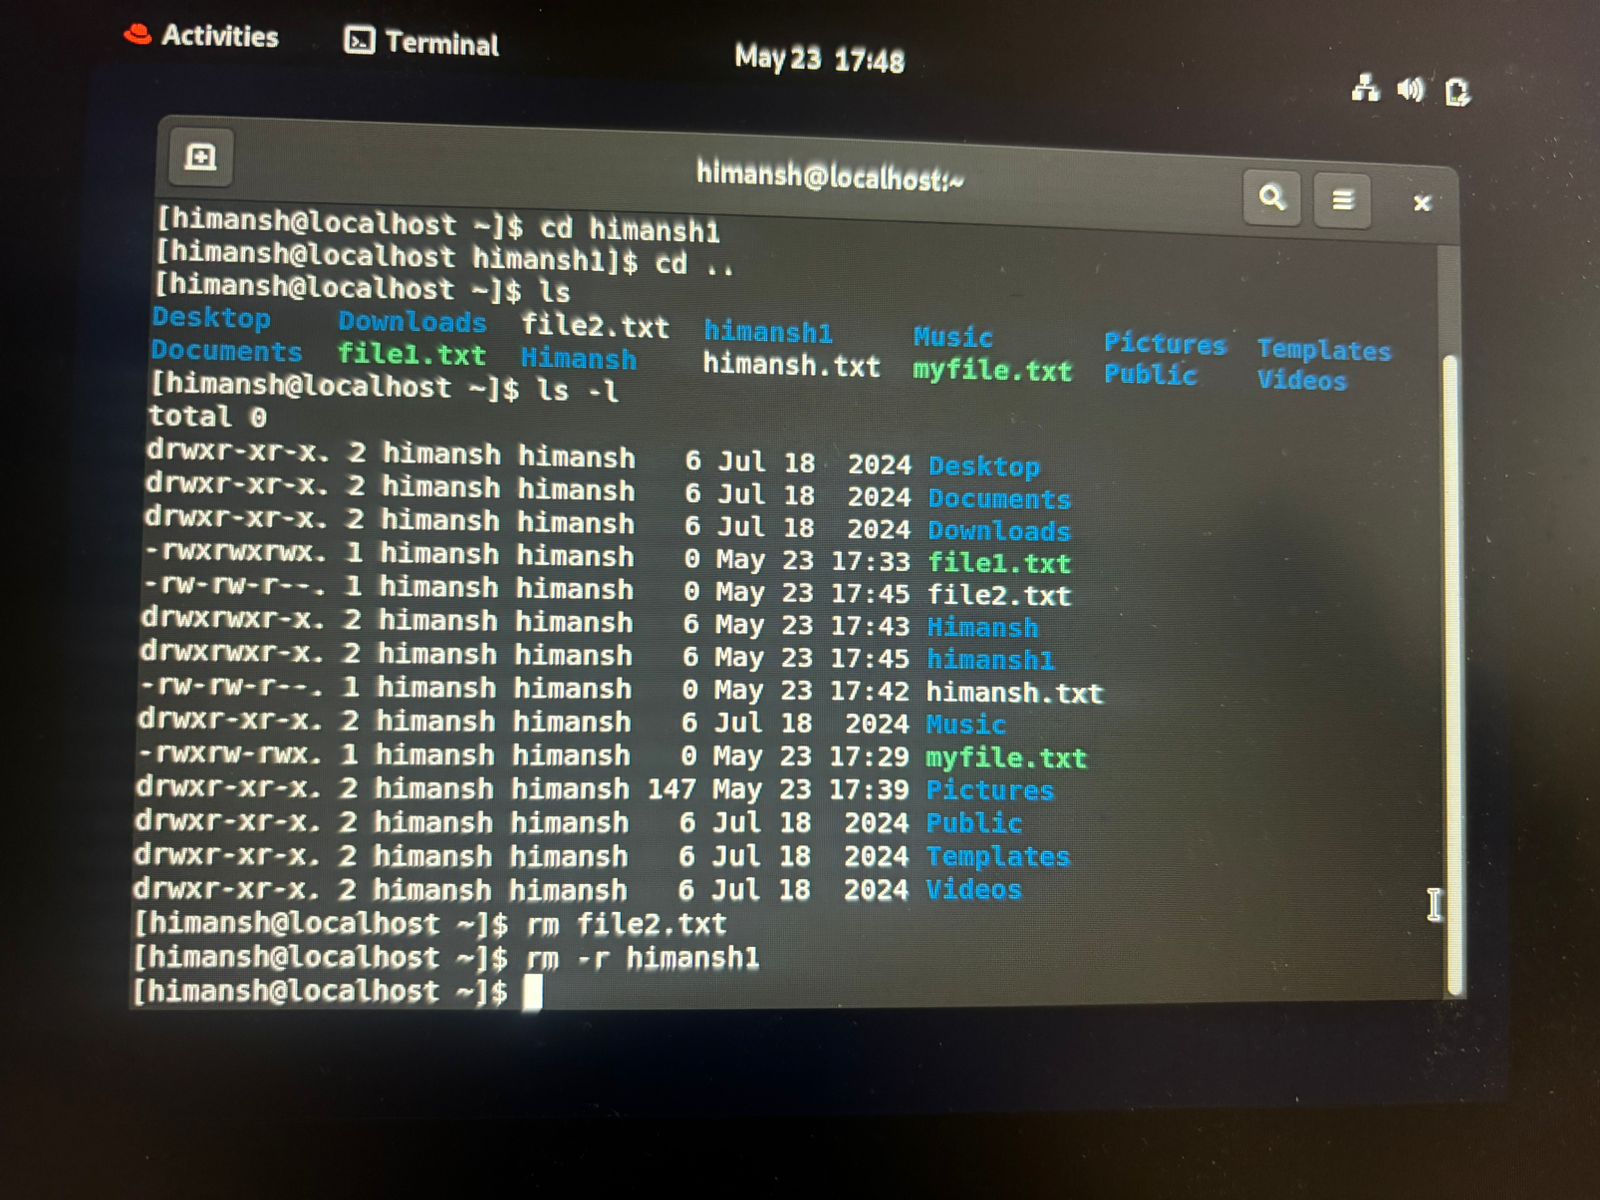 Activities Terminal May 23 17:48
himansh@localhost:~
[himansh@localhost ~]$ cd himansh1
[himansh@localhost himansh1]$ cd ..
[himansh@localhost ~]$ ls
Desktop Downloads file2.txt himansh1 Music Pictures Templates
Documents file1.txt Himansh himansh.txt myfile.txt Public Videos
[himansh@localhost ~]$ ls -l
total 0
drwxr-xr-x. 2 himansh himansh 6 Jul 18 2024 Desktop
drwxr-xr-x. 2 himansh himansh 6 Jul 18 2024 Documents
drwxr-xr-x. 2 himansh himansh 6 Jul 18 2024 Downloads
-rwxrwxrwx. 1 himansh himansh 0 May 23 17:33 file1.txt
-rw-rw-r--. 1 himansh himansh 0 May 23 17:45 file2.txt
drwxrwxr-x. 2 himansh himansh 6 May 23 17:43 Himansh
drwxrwxr-x. 2 himansh himansh 6 May 23 17:45 himansh1
-rw-rw-r--. 1 himansh himansh 0 May 23 17:42 himansh.txt
drwxr-xr-x. 2 himansh himansh 6 Jul 18 2024 Music
-rwxrw-rwx. 1 himansh himansh 0 May 23 17:29 myfile.txt
drwxr-xr-x. 2 himansh himansh 147 May 23 17:39 Pictures
drwxr-xr-x. 2 himansh himansh 6 Jul 18 2024 Public
drwxr-xr-x. 2 himansh himansh 6 Jul 18 2024 Templates
drwxr-xr-x. 2 himansh himansh 6 Jul 18 2024 Videos
[himansh@localhost ~]$ rm file2.txt
[himansh@localhost ~]$ rm -r himansh1
[himansh@localhost ~]$